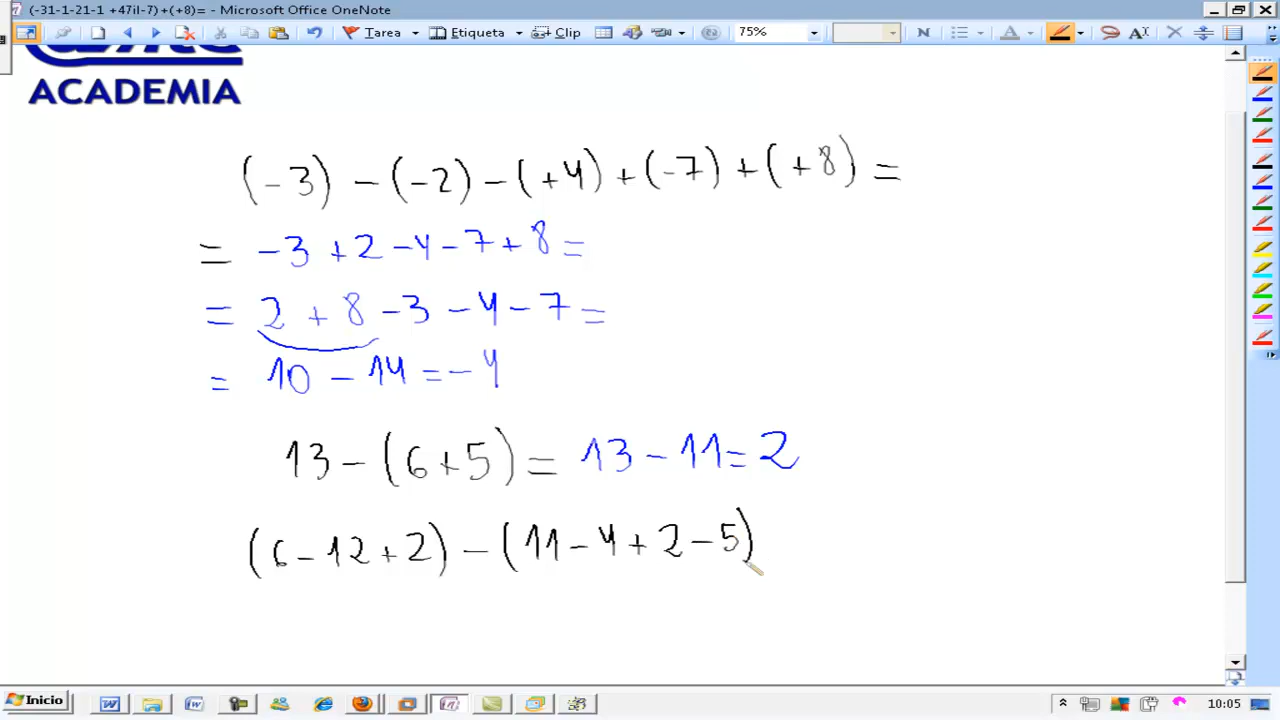 (-31-1-21-1 +47il-7)+(+8)= - Microsoft Office OneNote
Tarea Etiqueta Clip 75% N A
ACADEMIA
(-3) - (-2) - (+4) + (-7) + (+8) =
= -3 + 2 - 4 - 7 + 8 =
= 2 + 8 - 3 - 4 - 7 =
= 10 - 14 = -4
13 - (6+5) = 13 - 11 = 2
(6 - 12 + 2) - (11 - 4 + 2 - 5)
Inicio 10:05